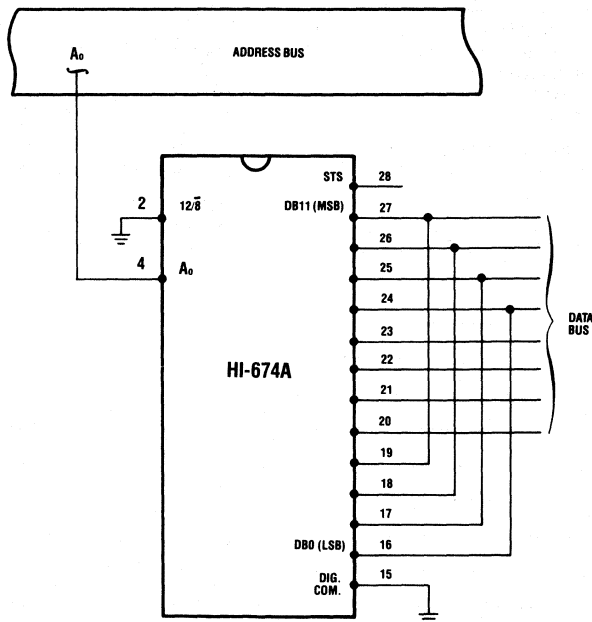 A₀
ADDRESS BUS
STS 28
2 12/8̅
DB11 (MSB) 27
26
4 A₀
25
24
DATA
BUS
23
HI-674A
22
21
20
19
18
17
DB0 (LSB) 16
DIG.
COM.
15